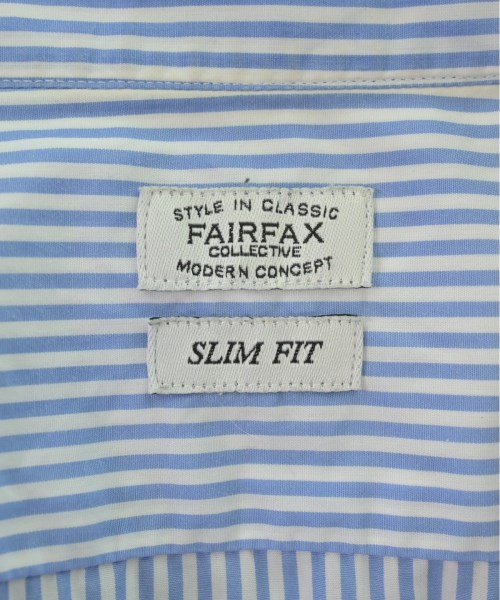 STYLE IN CLASSIC
FAIRFAX
COLLECTIVE
MODERN CONCEPT
SLIM FIT